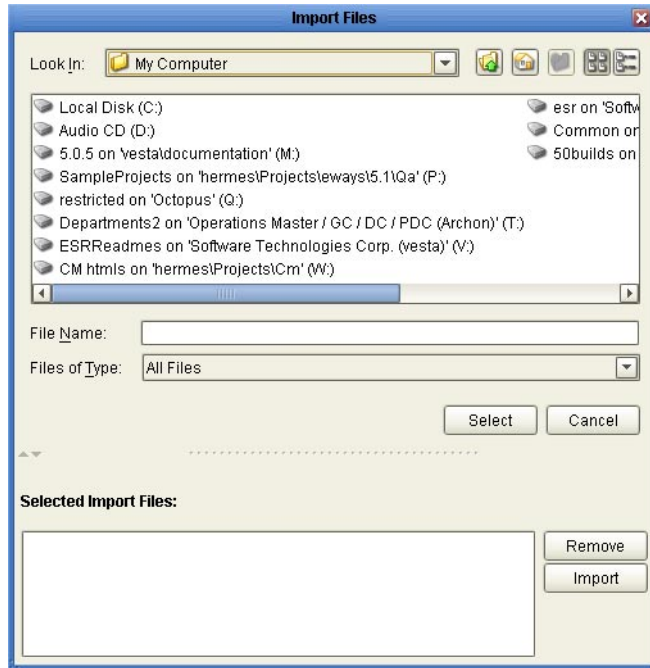 Import Files
Look In: My Computer
Local Disk (C:)
Audio CD (D:)
5.0.5 on 'vesta\documentation' (M:)
SampleProjects on 'hermes\Projects\eways\5.1\Qa' (P:)
restricted on 'Octopus' (Q:)
Departments2 on 'Operations Master / GC / DC / PDC (Archon)' (T:)
ESRReadmes on 'Software Technologies Corp. (vesta)' (V:)
CM htmls on 'hermes\Projects\Cm' (W:)
esr on 'Softw
Common on
50builds on
File Name:
Files of Type: All Files
Select Cancel
Selected Import Files:
Remove
Import